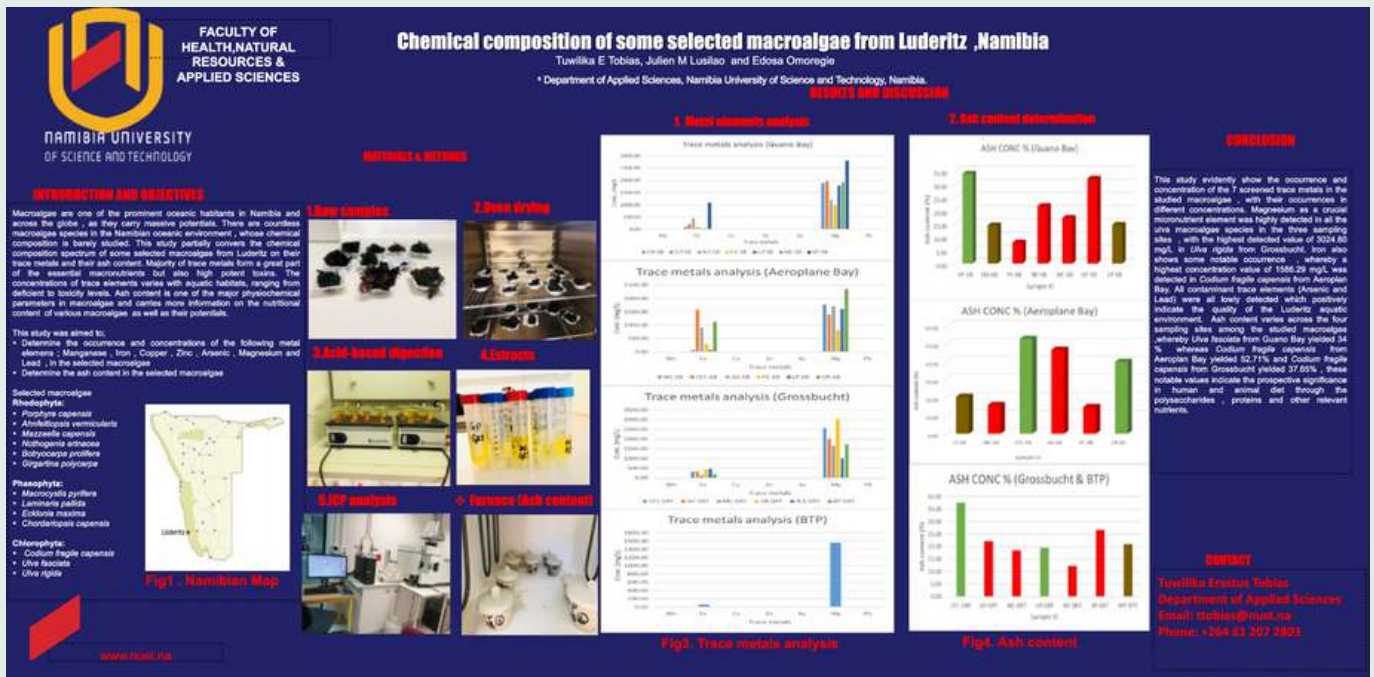 FACULTY OF
HEALTH,NATURAL
RESOURCES &
APPLIED SCIENCES
NAMIBIA UNIVERSITY
OF SCIENCE AND TECHNOLOGY
Chemical composition of some selected macroalgae from Luderitz ,Namibia
Tuwilika E Tobias, Julien M Lusilao and Edosa Omoregie
Department of Applied Sciences, Namibia University of Science and Technology, Namibia.
INTRODUCTION AND OBJECTIVES
Macroalgae are one of the prominent oceanic habitants in Namibia and
across the globe , as they carry massive potentials. There are countless
macroalgae species in the Namibian oceanic environment , whose chemical
composition is barely studied. This study partially convers the chemical
composition spectrum of some selected macroalgae from Luderitz on their
trace metals and their ash content. Majority of trace metals form a great part
of the essential macronutrients but also high potent toxins. The
concentrations of trace elements varies with aquatic habitats, ranging from
deficient to toxicity levels. Ash content is one of the major physiochemical
parameters in macroalgae and carries more information on the nutritional
content of various macroalgae as well as their potentials.
This study was aimed to;
• Determine the occurrence and concentrations of the following metal
elemens ; Manganese , Iron , Copper , Zinc , Arsenic , Magnesium and
Lead , in the selected macroalgae
• Determine the ash content in the selected macroalgae
Selected macroalgae
Rhodophyta:
• Porphyra capensis
• Ahnfeltiopsis vermicularis
• Mazzaella capensis
• Nothogenia erinacea
• Botryocarpa prolifera
• Girgartina polycarpa
Phaeophyta:
• Macrocystis pyrifera
• Laminaria pallida
• Ecklonia maxima
• Chordariopsis capensis
Chlorophyta:
• Codium fragile capensis
• Ulva fasciata
• Ulva rigida
Lüderitz
Fig1 . Namibian Map
www.nust.na
MATERIALS & METHODS
1.Raw samples
2.Oven drying
3.Acid-based digestion
4.Extracts
5.ICP analysis
❖ Furnace (Ash content)
RESULTS AND DISCUSSION
1. Metal elements analysis
Trace metals analysis (Guano Bay)
Trace metals
Trace metals analysis (Aeroplane Bay)
Trace metals
Trace metals analysis (Grossbucht)
Trace metals
Trace metals analysis (BTP)
Trace metals
Fig3. Trace metals analysis
2. Ash content determination
ASH CONC % (Guano Bay)
Ash content (%)
Sample ID
ASH CONC % (Aeroplane Bay)
Ash content (%)
Sample ID
ASH CONC % (Grossbucht & BTP)
Ash content (%)
Sample ID
Fig4. Ash content
CONCLUSION
This study evidently show the occurrence and
concentration of the 7 screened trace metals in the
studied macroalgae , with their occurrences in
different concentrations. Magnesium as a crucial
micronutrient element was highly detected in all the
ulva macroalgae species in the three sampling
sites , with the highest detected value of 3024.80
mg/L in Ulva rigida from Grossbucht. Iron also
shows some notable occurrence , whereby a
highest concentration value of 1586.29 mg/L was
detected in Codium fragile capensis from Aeroplan
Bay. All contaminant trace elements (Arsenic and
Lead) were all lowly detected which positively
indicate the quality of the Luderitz aquatic
environment. Ash content varies across the four
sampling sites among the studied macroalgae
,whereby Ulva fasciata from Guano Bay yielded 34
% whereas Codium fragile capensis from
Aeroplan Bay yielded 52.71% and Codium fragile
capensis from Grossbucht yielded 37.65% , these
notable values indicate the prospective significance
in human and animal diet through the
polysaccharides , proteins and other relevant
nutrients.
CONTACT
Tuwilika Erastus Tobias
Department of Applied Sciences
Email: ttobias@nust.na
Phone: +264 61 207 2803